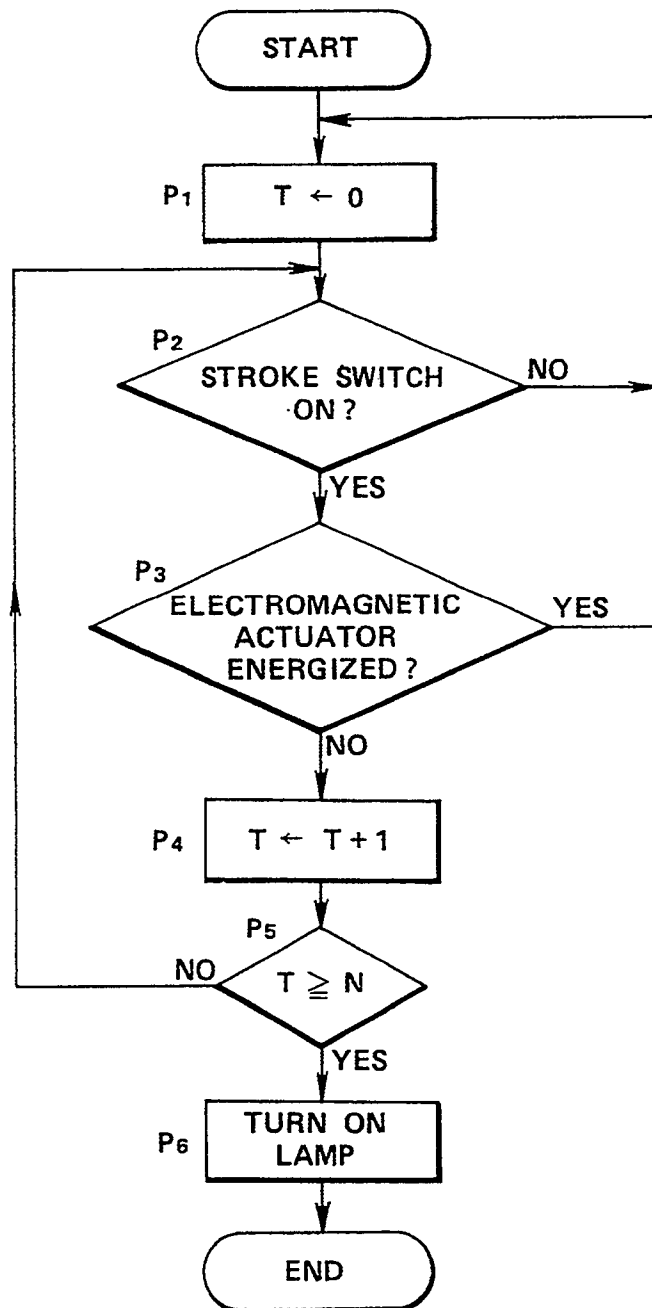 START
P1
T ← 0
P2
STROKE SWITCH
ON?
NO
YES
P3
ELECTROMAGNETIC
ACTUATOR
ENERGIZED?
YES
NO
P4
T ← T+1
P5
NO
T ≧ N
YES
P6
TURN ON
LAMP
END